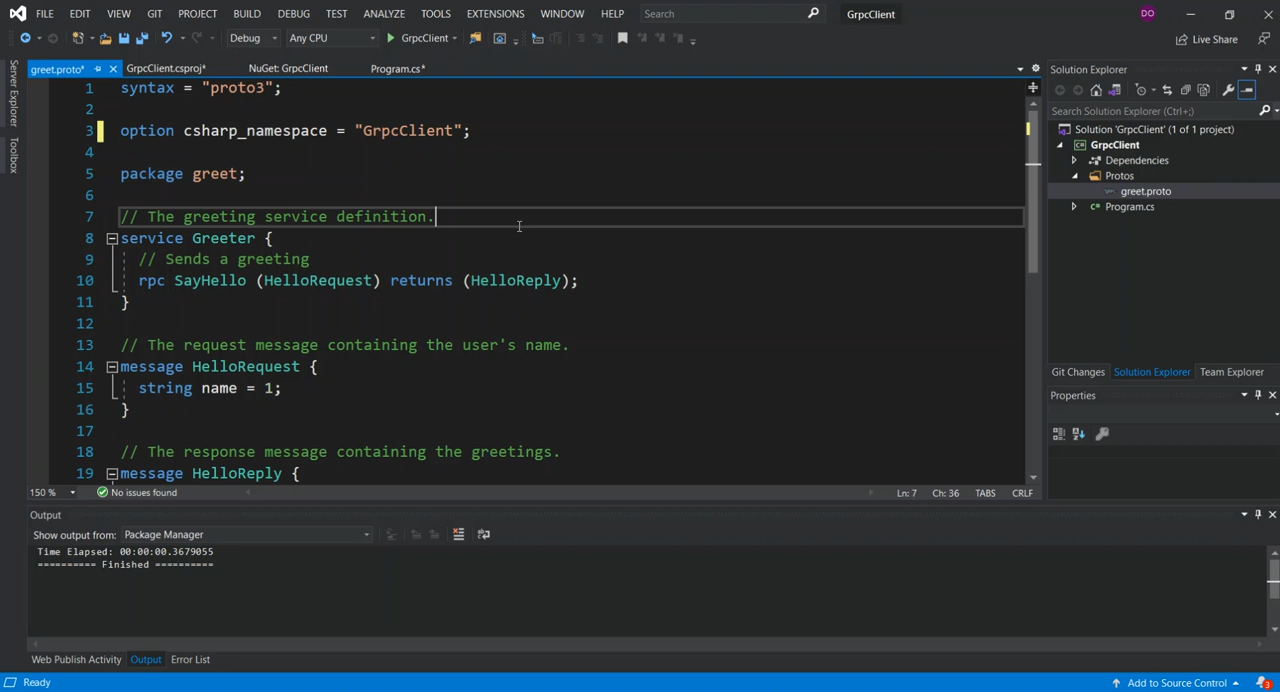 FILE EDIT VIEW GIT PROJECT BUILD DEBUG TEST ANALYZE TOOLS EXTENSIONS WINDOW HELP Search GrpcClient DO
Debug Any CPU GrpcClient Live Share
Server Explorer
Toolbox
greet.proto* GrpcClient.csproj* NuGet: GrpcClient Program.cs*
1 syntax = "proto3";
2
3 option csharp_namespace = "GrpcClient";
4
5 package greet;
6
7 // The greeting service definition.
8 service Greeter {
9 // Sends a greeting
10 rpc SayHello (HelloRequest) returns (HelloReply);
11 }
12
13 // The request message containing the user's name.
14 message HelloRequest {
15 string name = 1;
16 }
17
18 // The response message containing the greetings.
19 message HelloReply {
150 % No issues found Ln: 7 Ch: 36 TABS CRLF
Solution Explorer
Search Solution Explorer (Ctrl+;)
Solution 'GrpcClient' (1 of 1 project)
GrpcClient
Dependencies
Protos
greet.proto
Program.cs
Git Changes Solution Explorer Team Explorer
Properties
Output
Show output from: Package Manager
Time Elapsed: 00:00:00.3679055
========== Finished ==========
Web Publish Activity Output Error List
Ready Add to Source Control 3